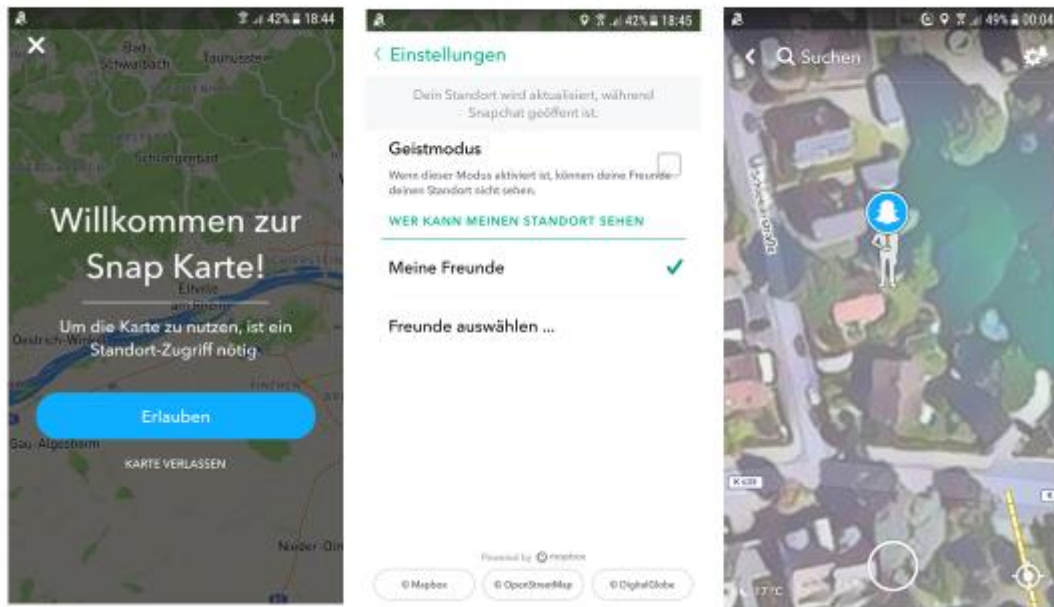 42% 18:44
Bad
Schwalbach
Taunusstein
Schlangenbad
Willkommen zur
Snap Karte!
Eltville
am Rhein
Um die Karte zu nutzen, ist ein
Standort-Zugriff nötig
Oestrich-Winkel
Erlauben
Gau-Algesheim
KARTE VERLASSEN
42% 18:45
Einstellungen
Dein Standort wird aktualisiert, während
Snapchat geöffnet ist.
Geistmodus
Wenn dieser Modus aktiviert ist, können deine Freunde
deinen Standort nicht sehen.
WER KANN MEINEN STANDORT SEHEN
Meine Freunde
Freunde auswählen ...
Powered by mapbox
© Mapbox
© OpenStreetMap
© DigitalGlobe
49% 00:04
Suchen
17 °C